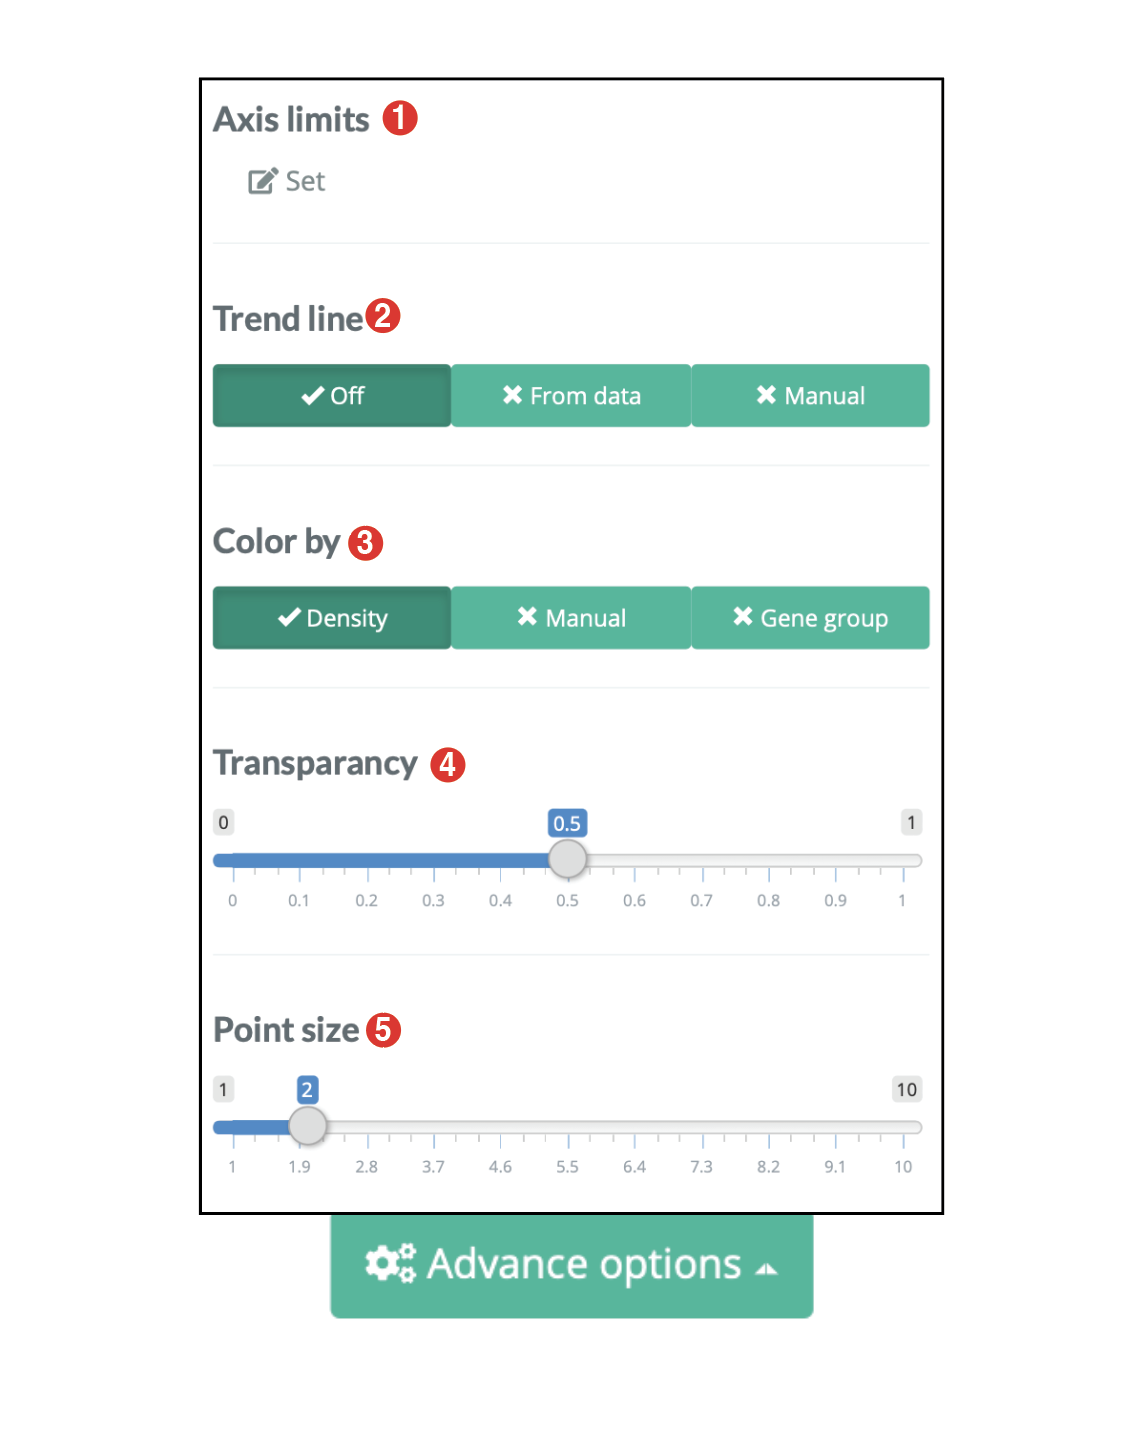 Axis limits 1
Set
Trend line 2
Off From data Manual
Color by 3
Density Manual Gene group
Transparancy 4
0 0.5 1
0 0.1 0.2 0.3 0.4 0.5 0.6 0.7 0.8 0.9 1
Point size 5
1 2 10
1 1.9 2.8 3.7 4.6 5.5 6.4 7.3 8.2 9.1 10
Advance options